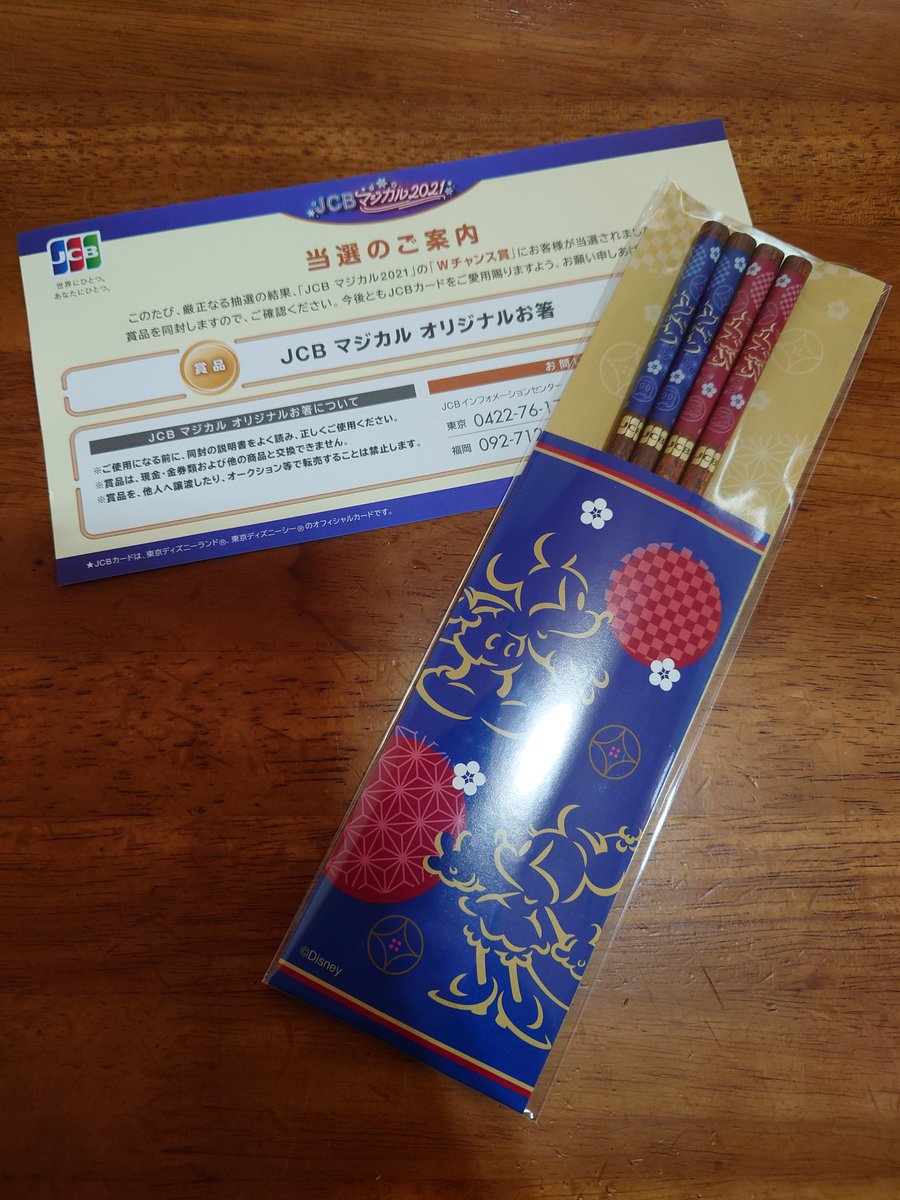 JCBマジカル2021
JCB
世界にひとつ。
あなたにひとつ。
当選のご案内
このたび、厳正なる抽選の結果、「JCB マジカル2021」の「Wチャンス賞」にお客様が当選されました
賞品を同封しますので、ご確認ください。今後ともJCBカードをご愛用賜りますよう、お願い申しあげ
賞品
JCB マジカル オリジナルお箸
JCB マジカル オリジナルお箸について
※ご使用になる前に、同封の説明書をよく読み、正しくご使用ください。
※賞品は、現金・金券類および他の商品と交換できません。
※賞品を、他人へ譲渡したり、オークション等で転売することは禁止します。
お問
JCBインフォメーションセンター
東京 0422-76-17
福岡 092-712
★JCBカードは、東京ディズニーランド®、東京ディズニーシー®のオフィシャルカードです。
JCB
JCB
JCB
JCB
©Disney